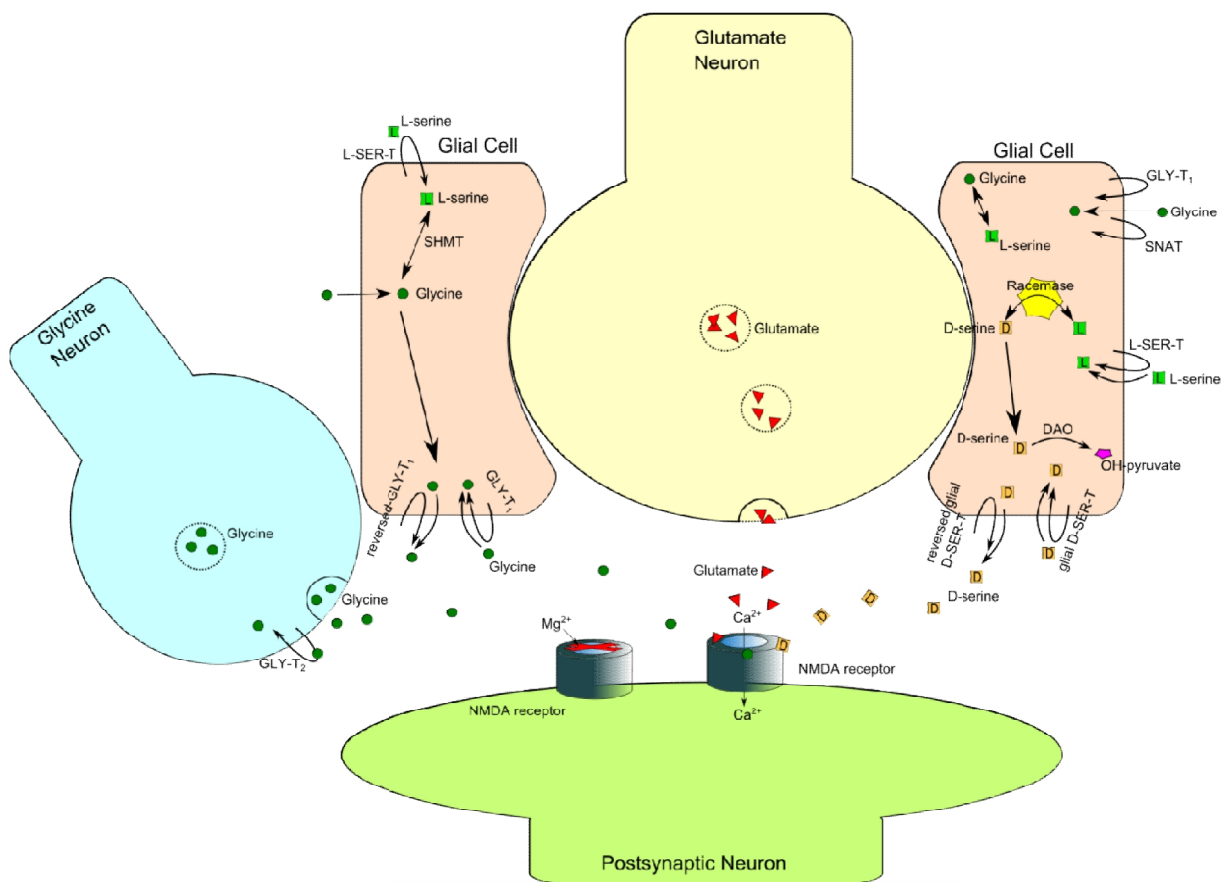 Glutamate
Neuron
L
L-serine
L-SER-T
Glial Cell
L
L-serine
SHMT
Glycine
reversed-GLY-T1
GLY-T1
Glycine
Glycine
Neuron
Glycine
Glycine
GLY-T2
Glutamate
Glutamate
Glial Cell
Glycine
GLY-T1
Glycine
SNAT
L
L-serine
Racemase
D-serine
D
L
L-SER-T
L
L
L-serine
D-serine
D
DAO
OH-pyruvate
D
D
reversed glial
D-SER-T
glial D-SER-T
D
D
D-serine
D
D
D
D
Mg2+
Ca2+
NMDA receptor
NMDA receptor
Ca2+
Postsynaptic Neuron